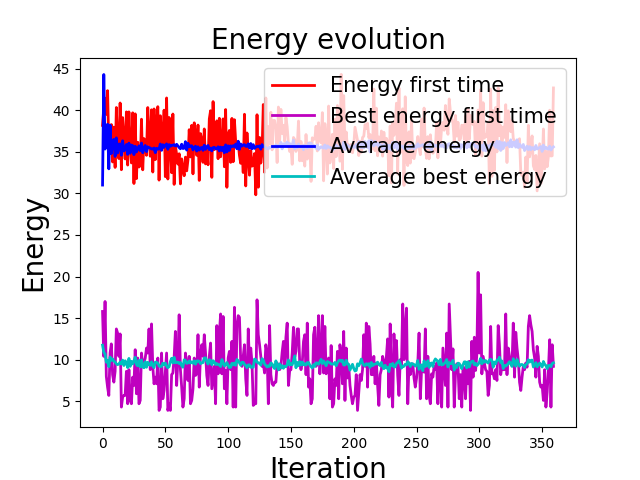 Energy evolution
Energy first time
Best energy first time
Average energy
Average best energy
Energy
45
40
35
30
25
20
15
10
5
0
50
100
150
200
250
300
350
Iteration